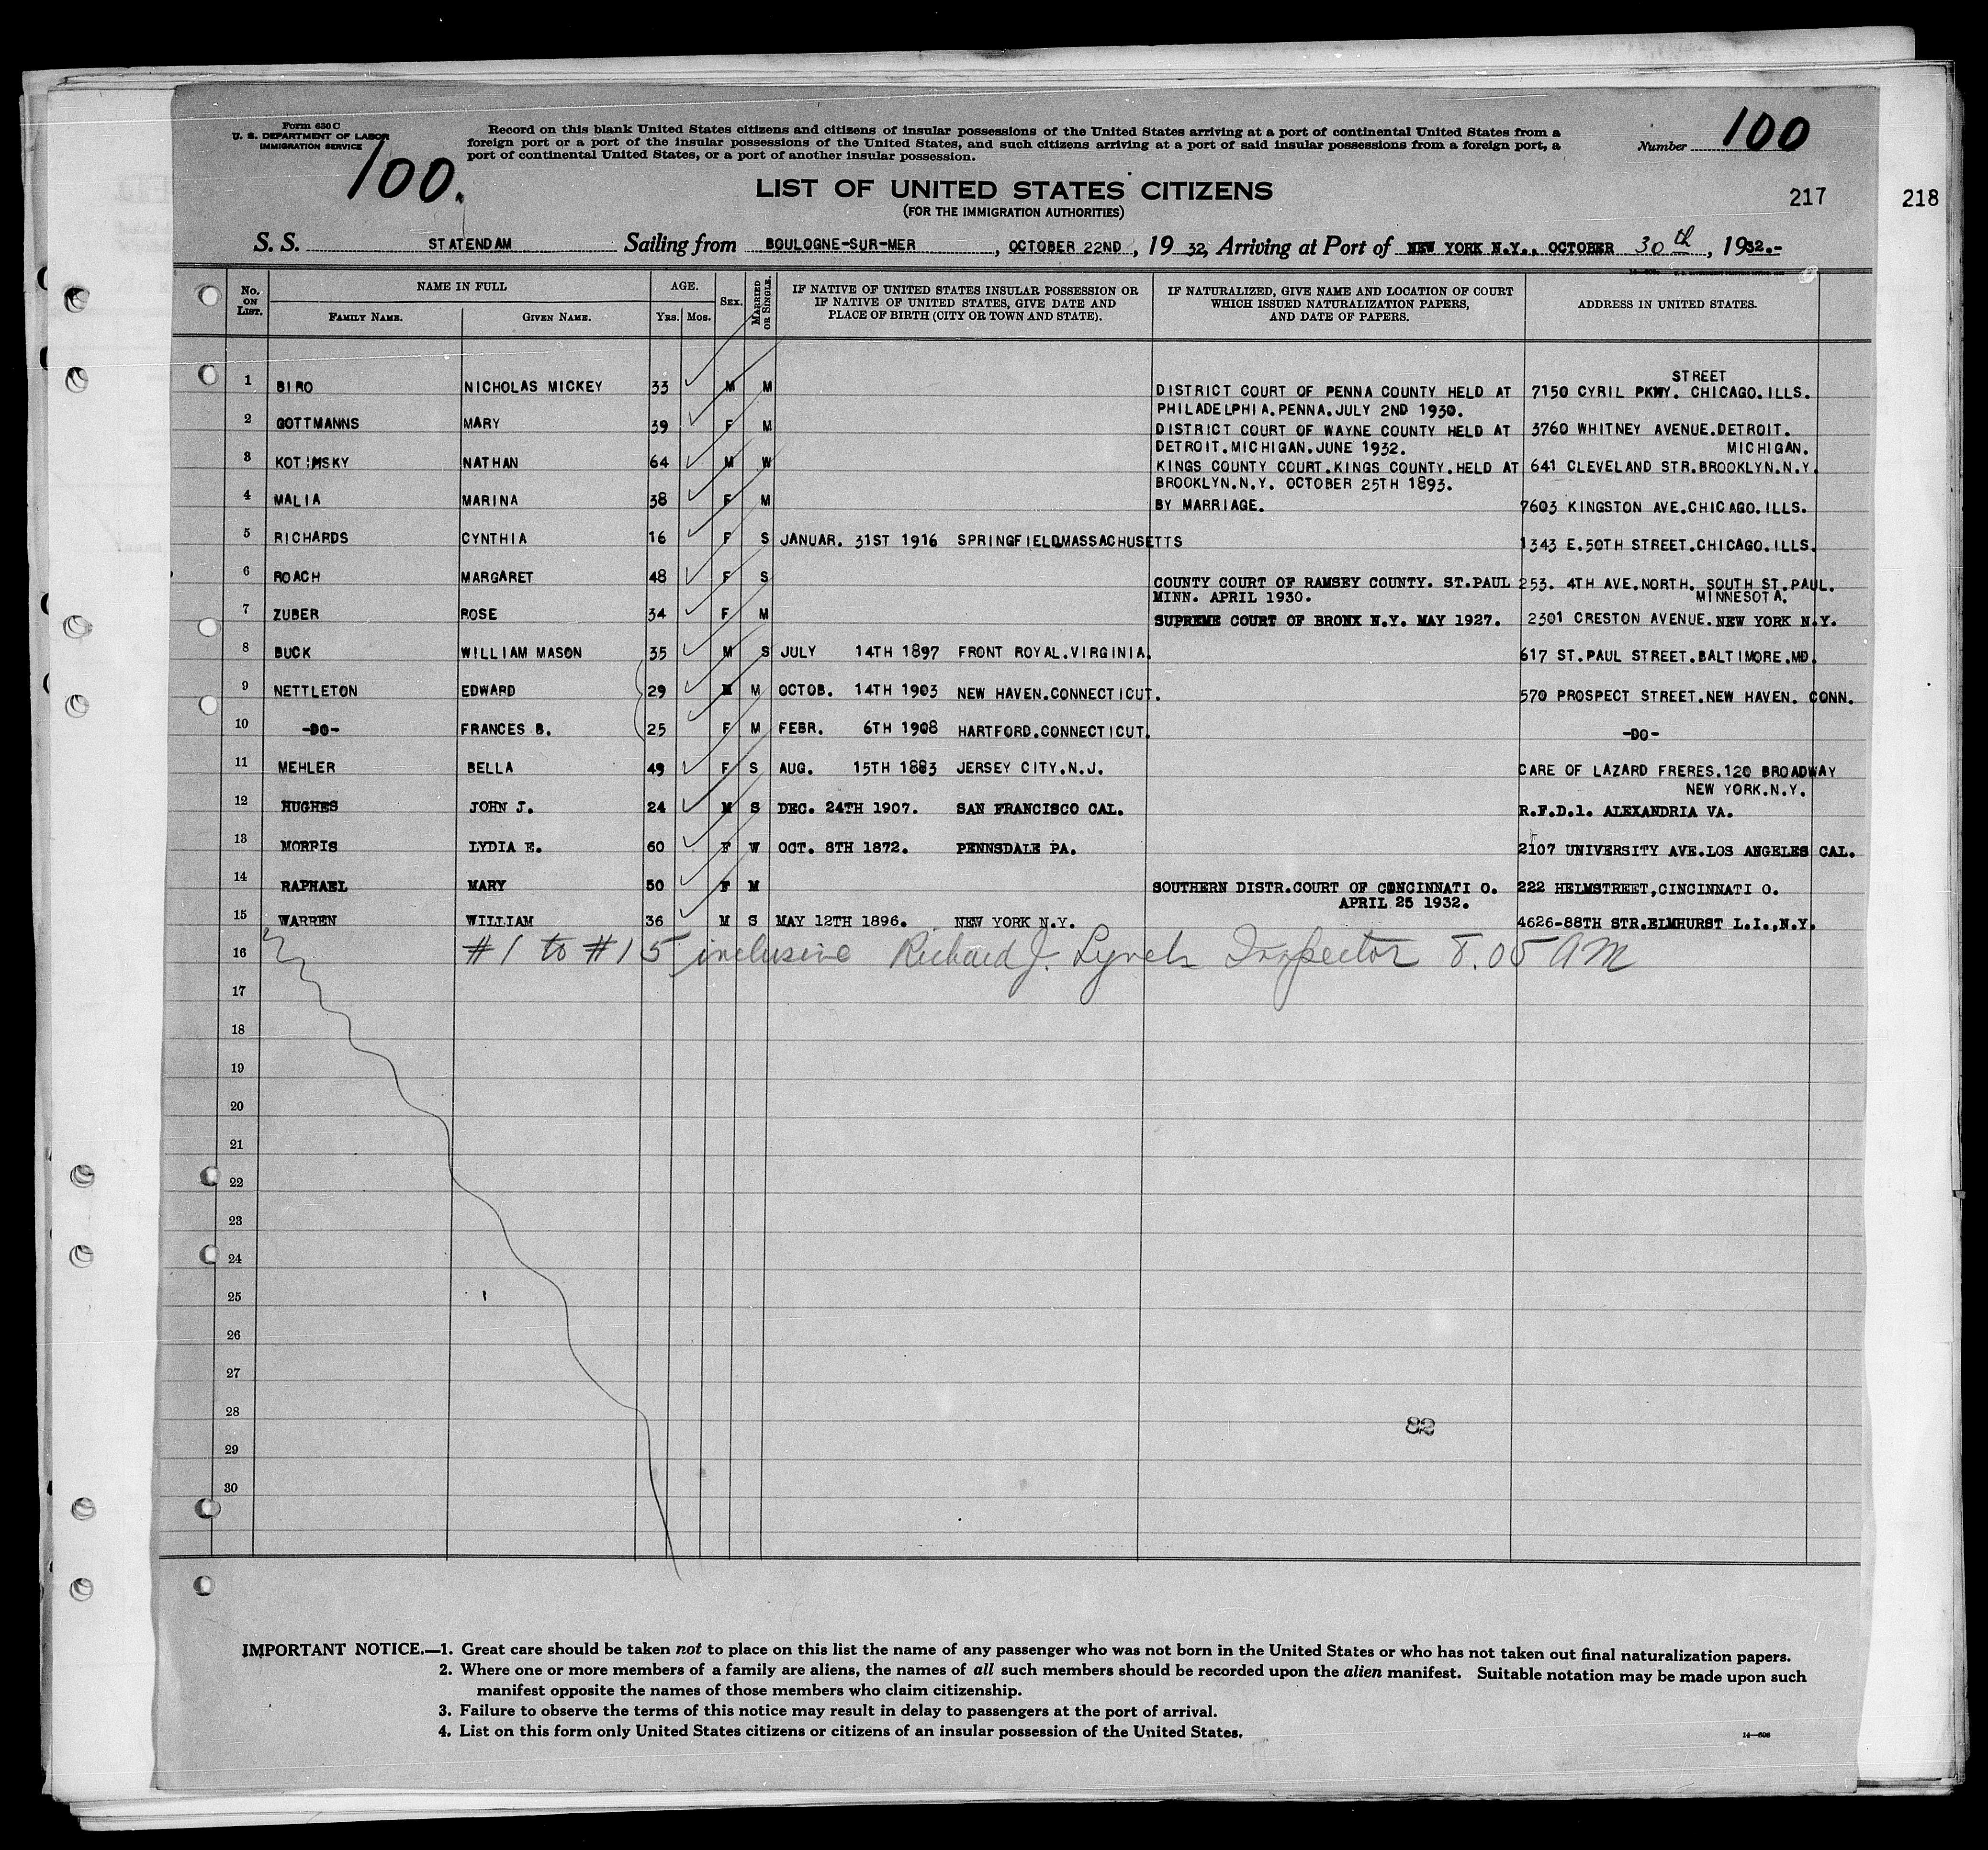 Form 630 C
U. S. DEPARTMENT OF LABOR
IMMIGRATION SERVICE
100.
Record on this blank United States citizens and citizens of insular possessions of the United States arriving at a port of continental United States from a
foreign port or a port of the insular possessions of the United States, and such citizens arriving at a port of said insular possessions from a foreign port, a
port of continental United States, or a port of another insular possession.
Number 100
LIST OF UNITED STATES CITIZENS
(FOR THE IMMIGRATION AUTHORITIES)
217 218
S. S. STATENDAM Sailing from BOULOGNE-SUR-MER, OCTOBER 22ND, 19 32, Arriving at Port of NEW YORK N.Y., OCTOBER 30th, 1932.-
No. ON LIST. NAME IN FULL FAMILY NAME. GIVEN NAME. AGE. YRS. MOS. SEX. MARRIED OR SINGLE. IF NATIVE OF UNITED STATES INSULAR POSSESSION OR IF NATIVE OF UNITED STATES, GIVE DATE AND PLACE OF BIRTH (CITY OR TOWN AND STATE). IF NATURALIZED, GIVE NAME AND LOCATION OF COURT WHICH ISSUED NATURALIZATION PAPERS, AND DATE OF PAPERS. ADDRESS IN UNITED STATES.
STREET
1 BIRO NICHOLAS MICKEY 33 M M DISTRICT COURT OF PENNA COUNTY HELD AT 7150 CYRIL PKWY. CHICAGO.ILLS.
PHILADELPHIA.PENNA.JULY 2ND 1930.
2 GOTTMANNS MARY 39 F M DISTRICT COURT OF WAYNE COUNTY HELD AT 3760 WHITNEY AVENUE.DETROIT.
DETROIT.MICHIGAN.JUNE 1932. MICHIGAN.
3 NATHAN 64 M W KINGS COUNTY COURT.KINGS COUNTY.HELD AT 641 CLEVELAND STR.BROOKLYN.N.Y.
BROOKLYN.N.Y. OCTOBER 25TH 1893.
4 MALIA MARINA 38 F M BY MARRIAGE. 7603 KINGSTON AVE.CHICAGO.ILLS.
5 RICHARDS CYNTHIA 16 F S JANUAR. 31ST 1916 SPRINGFIELDMASSACHUSETTS 1343 E.50TH STREET.CHICAGO.ILLS.
6 ROACH MARGARET 48 F S COUNTY COURT OF RAMSEY COUNTY. ST.PAUL 253. 4TH AVE.NORTH. SOUTH ST.PAUL.
MINN. APRIL 1930. MINNESOTA.
7 ZUBER ROSE 34 F M SUPREME COURT OF BRONX N.Y. MAY 1927. 2301 CRESTON AVENUE.NEW YORK N.Y.
8 BUCK WILLIAM MASON 35 M S JULY 14TH 1897 FRONT ROYAL.VIRGINIA. 617 ST.PAUL STREET.BALTIMORE.MD.
9 NETTLETON EDWARD 29 M M OCTOB. 14TH 1903 NEW HAVEN.CONNECTICUT. 570 PROSPECT STREET.NEW HAVEN. CONN.
10 -DO- FRANCES B. 25 F M FEBR. 6TH 1908 HARTFORD.CONNECTICUT. -DO-
11 MEHLER BELLA 49 F S AUG. 15TH 1883 JERSEY CITY.N.J. CARE OF LAZARD FRERES.120 BROADWAY
NEW YORK.N.Y.
12 HUGHES JOHN J. 24 M S DEC. 24TH 1907. SAN FRANCISCO CAL. R.F.D.1. ALEXANDRIA VA.
13 MORRIS LYDIA E. 60 F W OCT. 8TH 1872. PENNSDALE PA. 2107 UNIVERSITY AVE.LOS ANGELES CAL.
14 RAPHAEL MARY 50 F M SOUTHERN DISTR.COURT OF CONCINNATI O. 222 HELMSTREET,CINCINNATI O.
APRIL 25 1932.
15 WARREN WILLIAM 36 M S MAY 12TH 1896. NEW YORK N.Y. 4626-88TH STR.ELMHURST L.I.,N.Y.
16 #1 to #15 inclusive Richard J. Lynch Inspector 8.05 AM
17
18
19
20
21
22
23
24
25
26
27
28
82
29
30
IMPORTANT NOTICE.—1. Great care should be taken not to place on this list the name of any passenger who was not born in the United States or who has not taken out final naturalization papers.
2. Where one or more members of a family are aliens, the names of all such members should be recorded upon the alien manifest. Suitable notation may be made upon such
manifest opposite the names of those members who claim citizenship.
3. Failure to observe the terms of this notice may result in delay to passengers at the port of arrival.
4. List on this form only United States citizens or citizens of an insular possession of the United States.